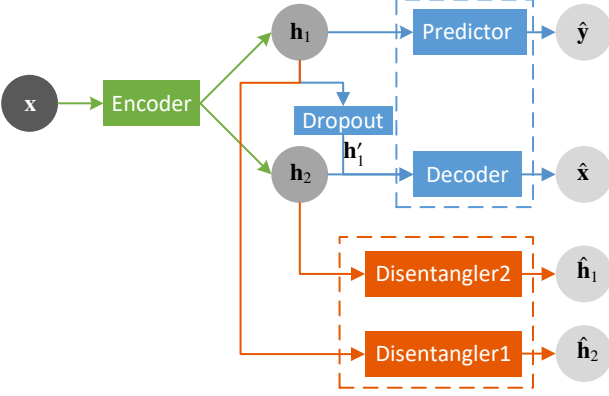 h₁ Predictor ŷ
x Encoder
Dropout
h′₁
h₂ Decoder x̂
Disentangler2 ĥ₁
Disentangler1 ĥ₂